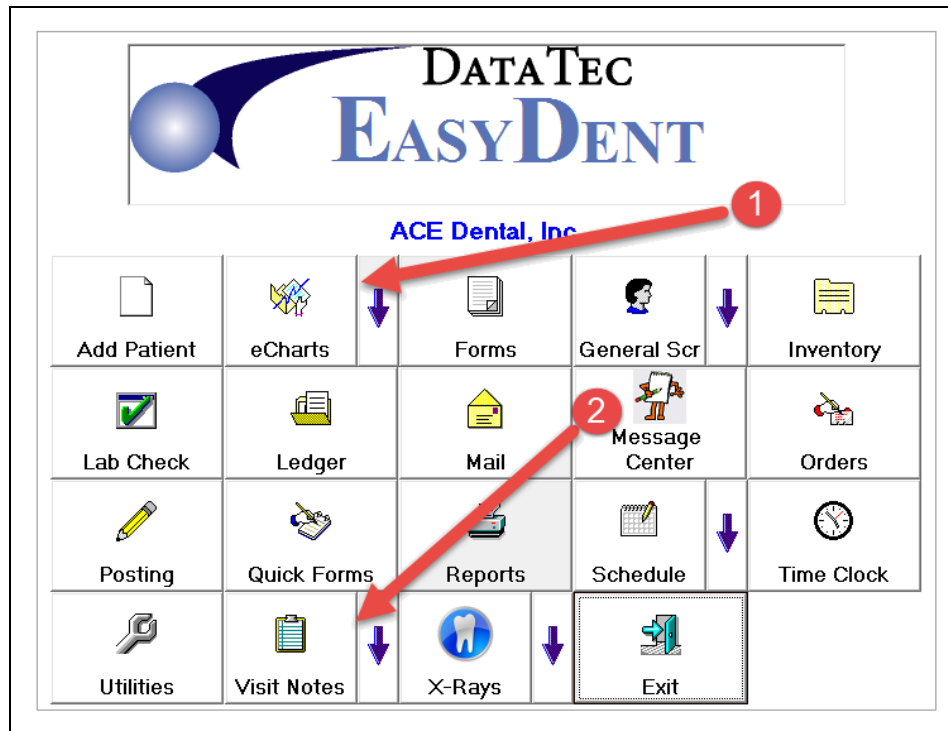 DATATEC
EASYDENT
1
ACE Dental, Inc
Add Patient
eCharts
Forms
General Scr
Inventory
2
Lab Check
Ledger
Mail
Message
Center
Orders
Posting
Quick Forms
Reports
Schedule
Time Clock
Utilities
Visit Notes
X-Rays
Exit